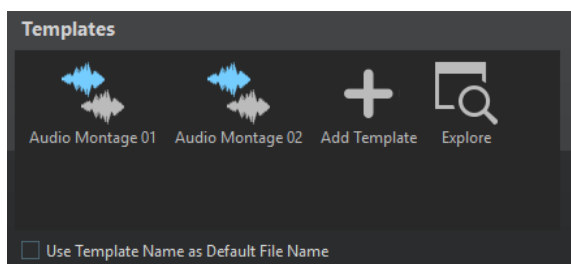 Templates
Audio Montage 01 Audio Montage 02 Add Template Explore
Use Template Name as Default File Name